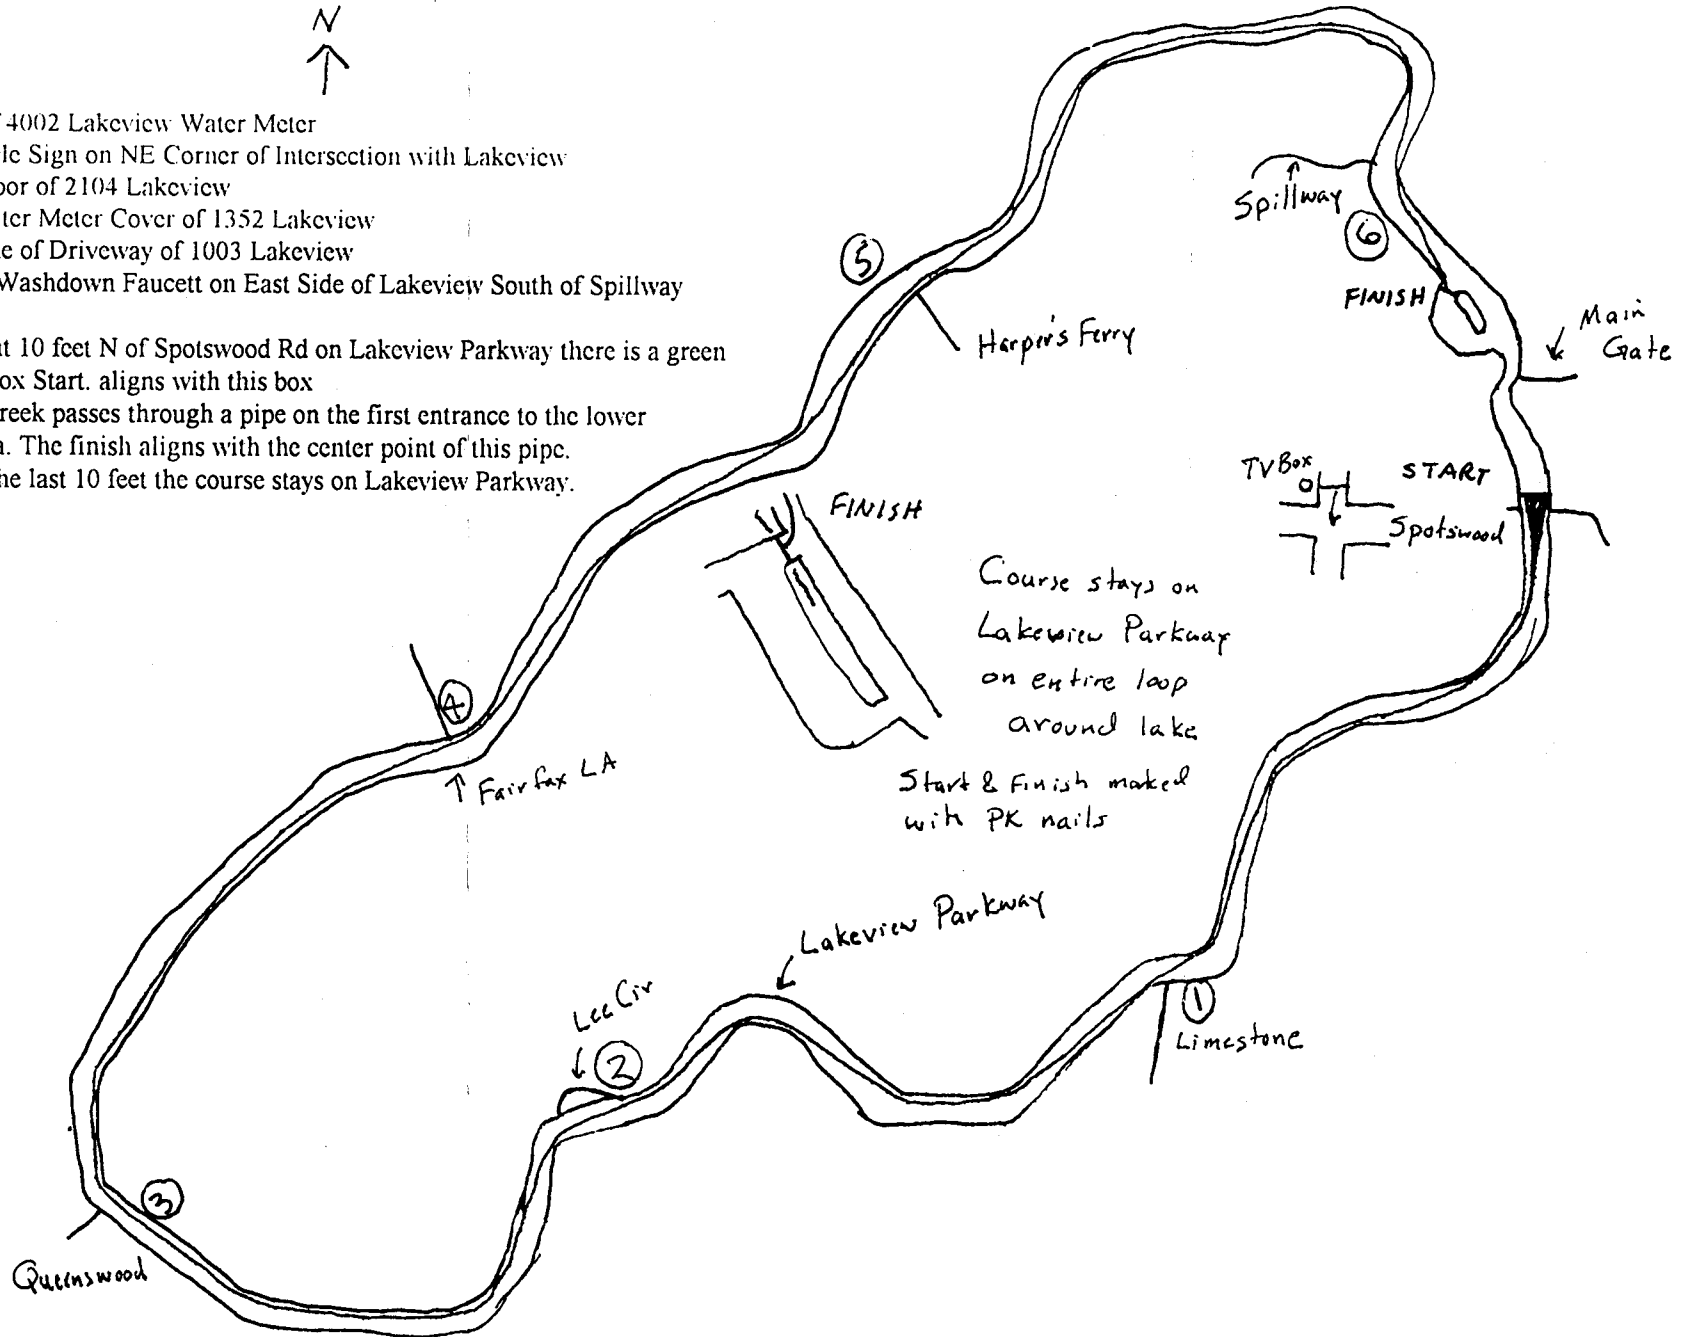 N
4002 Lakeview Water Meter
le Sign on NE Corner of Intersection with Lakeview
oor of 2104 Lakeview
ter Meter Cover of 1352 Lakeview
e of Driveway of 1003 Lakeview
Washdown Faucett on East Side of Lakeview South of Spillway
t 10 feet N of Spotswood Rd on Lakeview Parkway there is a green
ox Start. aligns with this box
reek passes through a pipe on the first entrance to the lower
a. The finish aligns with the center point of this pipe.
he last 10 feet the course stays on Lakeview Parkway.
Spillway
6
FINISH
Main
Gate
5
Harper's Ferry
TV Box
START
Spotswood
FINISH
Course stays on
Lakeview Parkway
on entire loop
around lake
Start & Finish marked
with PK nails
4
Fairfax LA
Lakeview Parkway
Lee Cir
2
1
Limestone
3
Queenswood